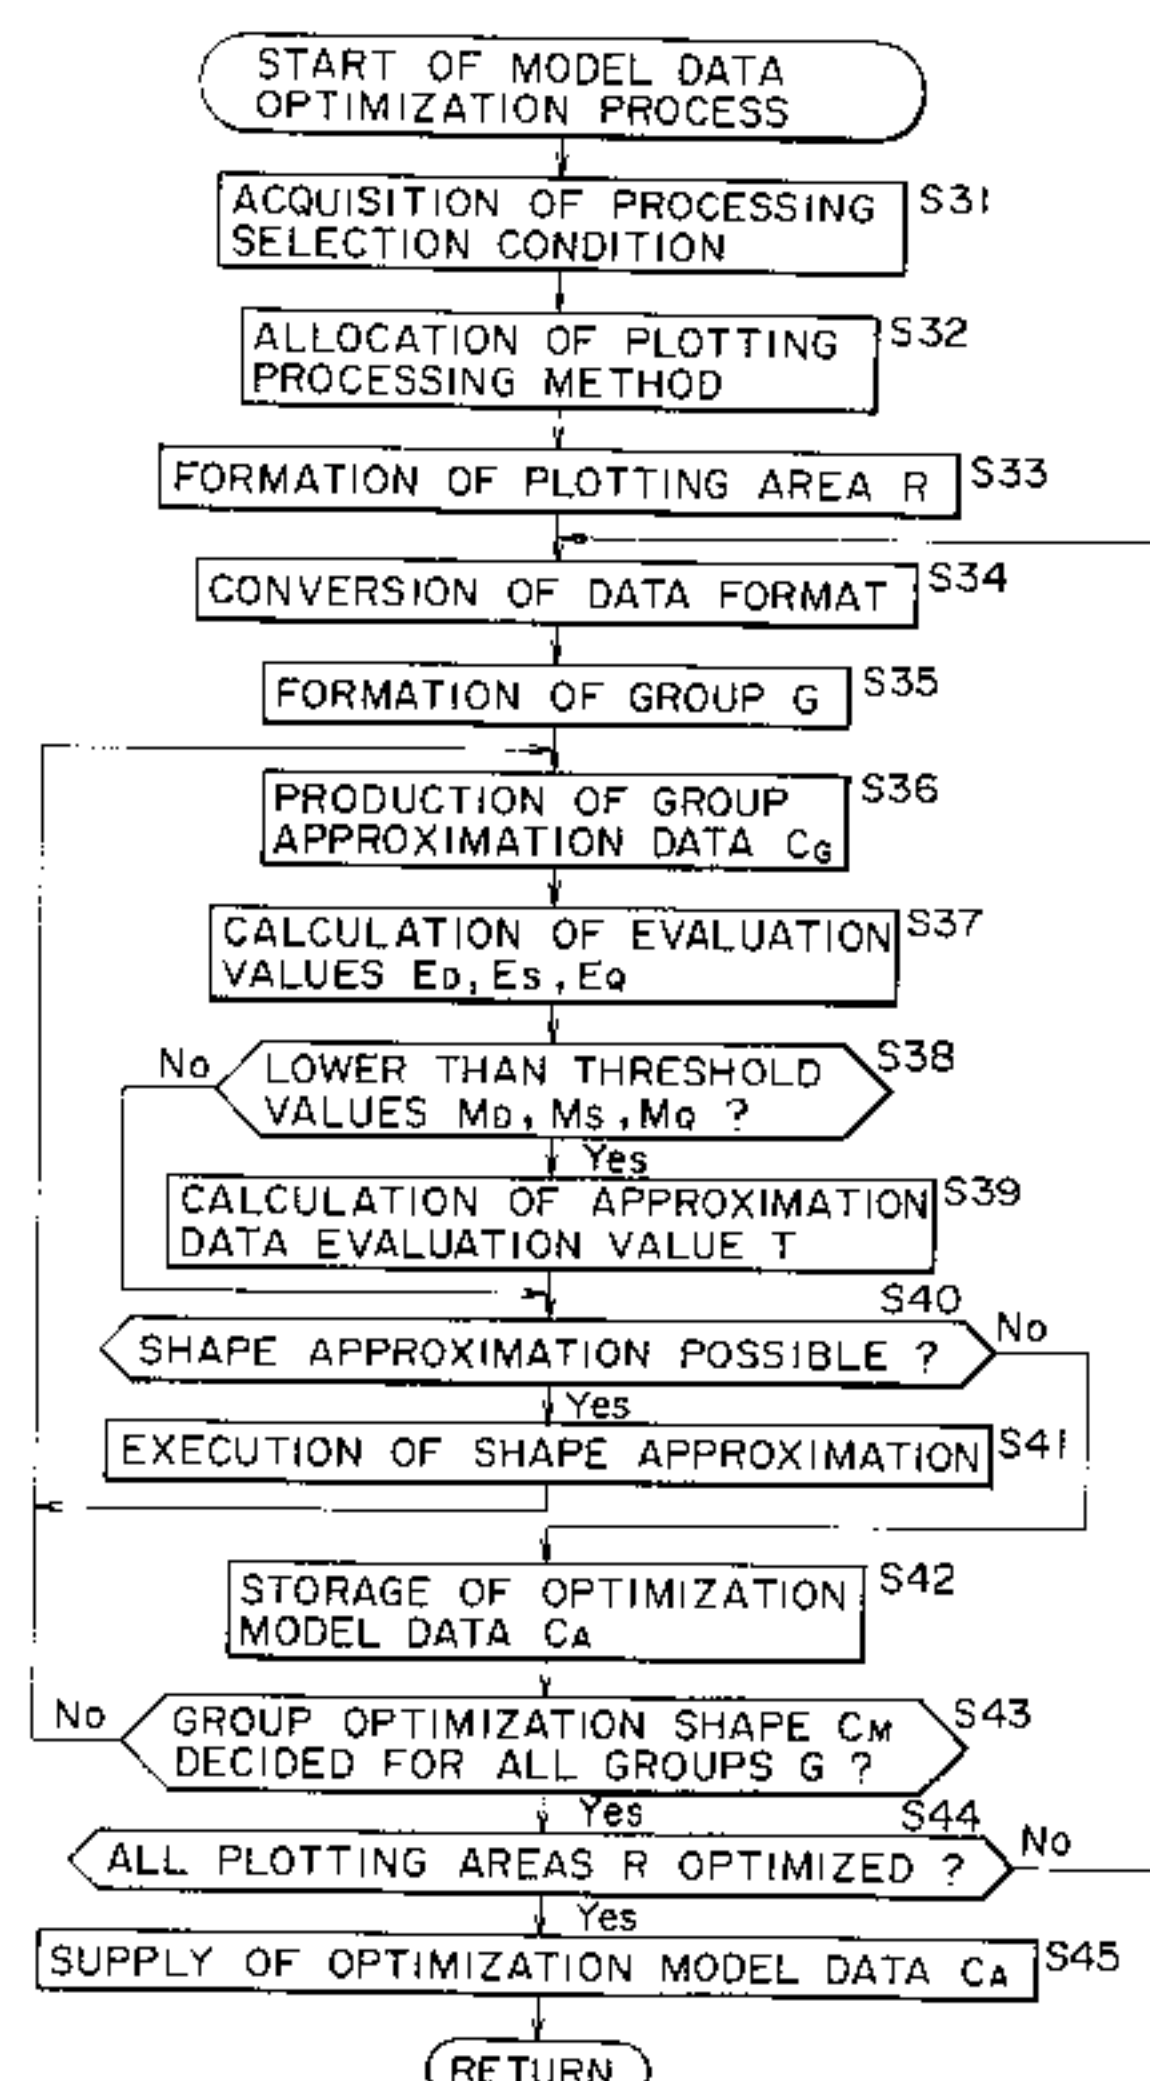 START OF MODEL DATA
OPTIMIZATION PROCESS
ACQUISITION OF PROCESSING
SELECTION CONDITION
S31
ALLOCATION OF PLOTTING
PROCESSING METHOD
S32
FORMATION OF PLOTTING AREA R
S33
CONVERSION OF DATA FORMAT
S34
FORMATION OF GROUP G
S35
PRODUCTION OF GROUP
APPROXIMATION DATA CG
S36
CALCULATION OF EVALUATION
VALUES ED, ES, EQ
S37
No
LOWER THAN THRESHOLD
VALUES MD, MS, MQ ?
S38
Yes
CALCULATION OF APPROXIMATION
DATA EVALUATION VALUE T
S39
S40
SHAPE APPROXIMATION POSSIBLE ?
No
Yes
EXECUTION OF SHAPE APPROXIMATION
S41
STORAGE OF OPTIMIZATION
MODEL DATA CA
S42
No
GROUP OPTIMIZATION SHAPE CM
DECIDED FOR ALL GROUPS G ?
S43
Yes
S44
ALL PLOTTING AREAS R OPTIMIZED ?
No
Yes
SUPPLY OF OPTIMIZATION MODEL DATA CA
S45
RETURN